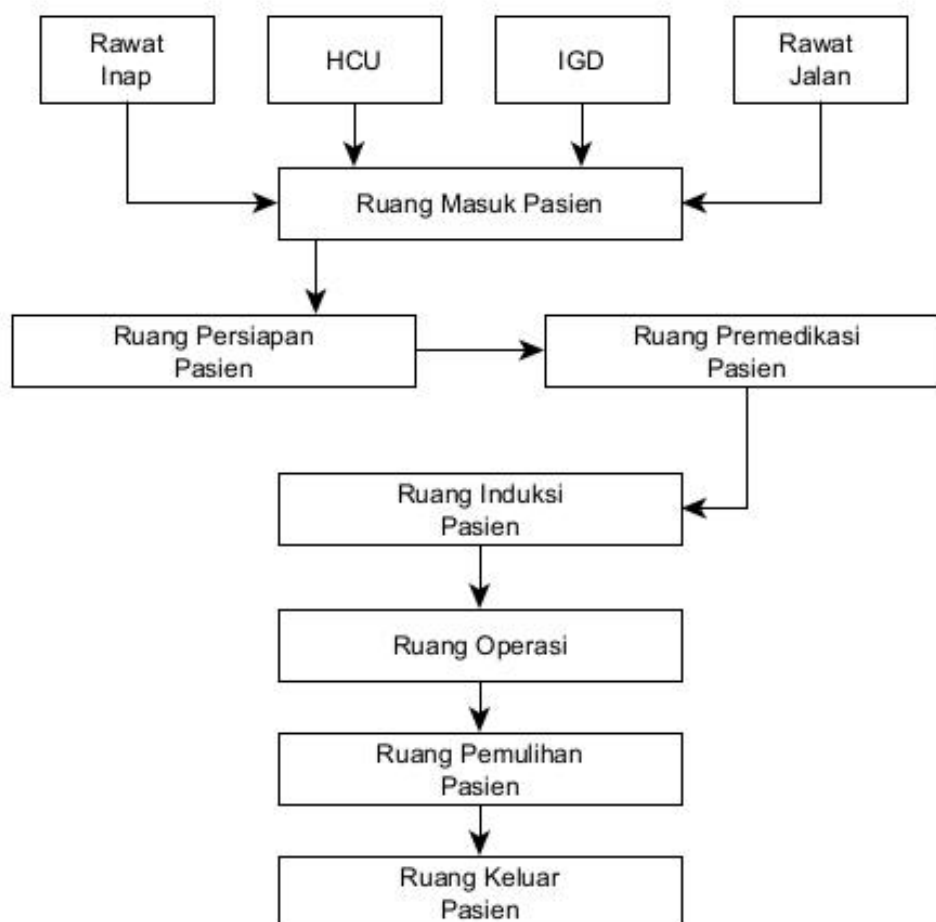 Rawat
Inap
HCU
IGD
Rawat
Jalan
Ruang Masuk Pasien
Ruang Persiapan
Pasien
Ruang Premedikasi
Pasien
Ruang Induksi
Pasien
Ruang Operasi
Ruang Pemulihan
Pasien
Ruang Keluar
Pasien